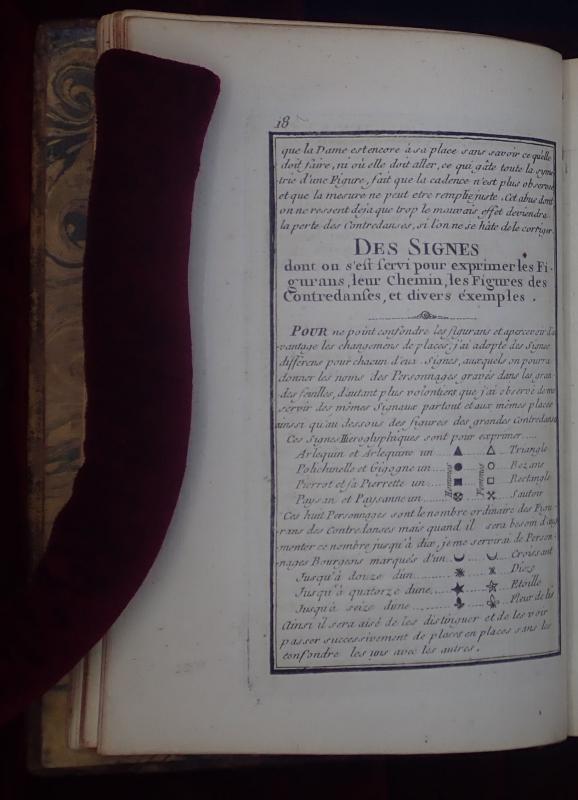 18
que la Dame est encore à sa place sans savoir ce qu'elle
doit faire, ni où elle doit aller, ce qui gâte toute la syme
trie d'une Figure, fait que la cadence n'est plus observée
et que la mesure ne peut etre remplie juste. Cet abus dont
on ne ressent deja que trop le mauvais effet deviendra
la perte des Contredanses, si l'on ne se hâte de le corriger.
DES SIGNES
dont on s'est servi pour exprimer les Fi-
gurans, leur Chemin, les Figures des
Contredanses, et divers éxemples.
POUR ne point confondre les figurans et apercevoir d'a
vantage les changemens de places, j'ai adopté des Signes
différens pour chacun d'eux. Signes, auxquels on pourra
donner les noms des Personnages gravés dans les gran
des feuilles, d'autant plus volontiers que j'ai observé de me
servir des mêmes Signaux partout et aux mêmes places
ainssi qu'au dessous des figures des grandes Contredanses
Ces Signes Hieroglyphiques sont pour exprimer....
Arlequin et Arlequine un ▲ △ Triangle
Polichinelle et Gigogne un... ● ○ Bezans
Pierrot et sa Pierrette un... ■ □ Rectangle
Paysan et Paysanne un... Sautoir
Hommes
Femmes
Ces huit Personages sont le nombre ordinaire des Figu-
rans des Contredanses mais quand il sera besoin d'aug
menter ce nombre jusqu'à dix, je me servirai de Person-
nages Bourgeois marqués d'un... Croissant
Jusqu'à douze d'un... Dieze
Jusqu'à quatorze d'une... Etoille
Jusqu'à seize d'une... Fleur de lis
Ainsi il sera aisé de les distinguer et de les voir
passer successivement de places en places sans les
confondre les uns avec les autres.